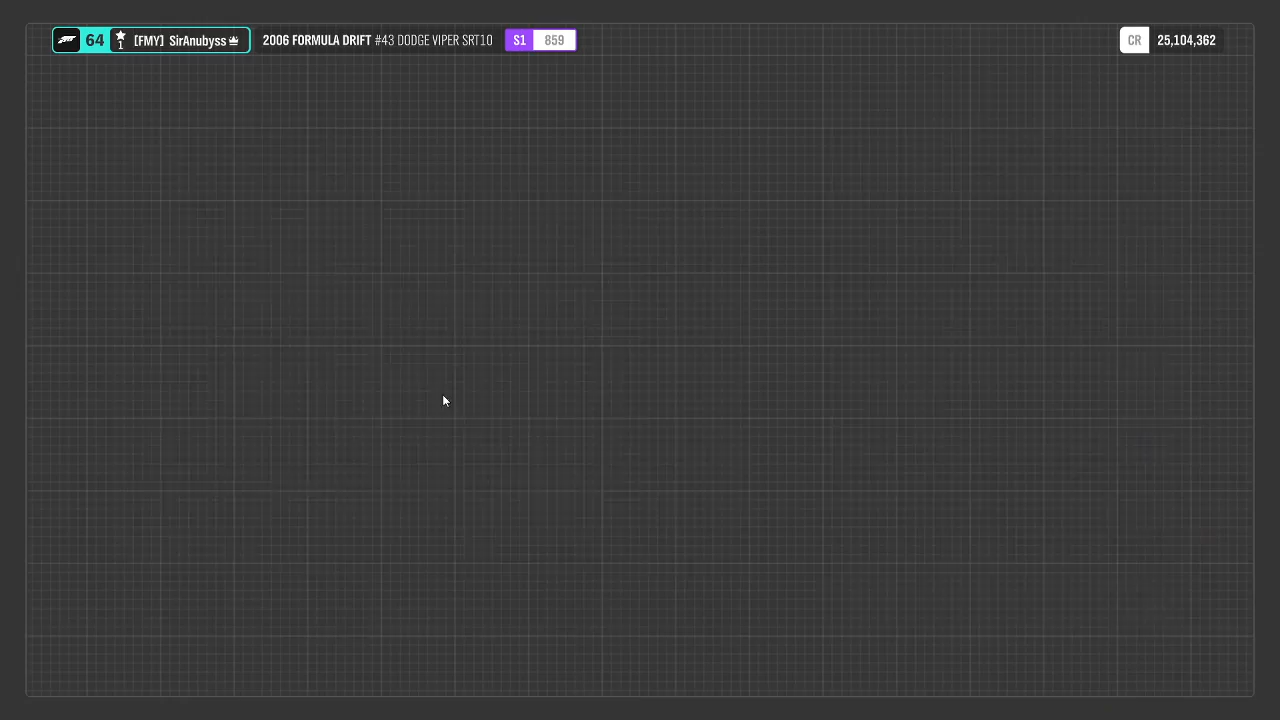 64 1 [FMY] SirAnubyss 2006 FORMULA DRIFT #43 DODGE VIPER SRT10 S1 859 CR 25,104,362